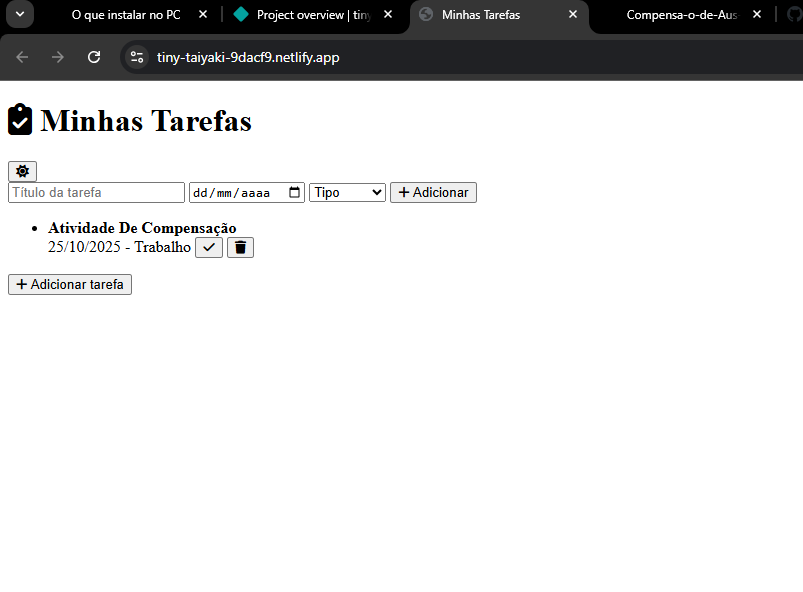 O que instalar no PC
Project overview | tiny
Minhas Tarefas
Compensa-o-de-Aus
tiny-taiyaki-9dacf9.netlify.app
Minhas Tarefas
Título da tarefa dd/mm/aaaa Tipo + Adicionar
• Atividade De Compensação
25/10/2025 - Trabalho
+ Adicionar tarefa